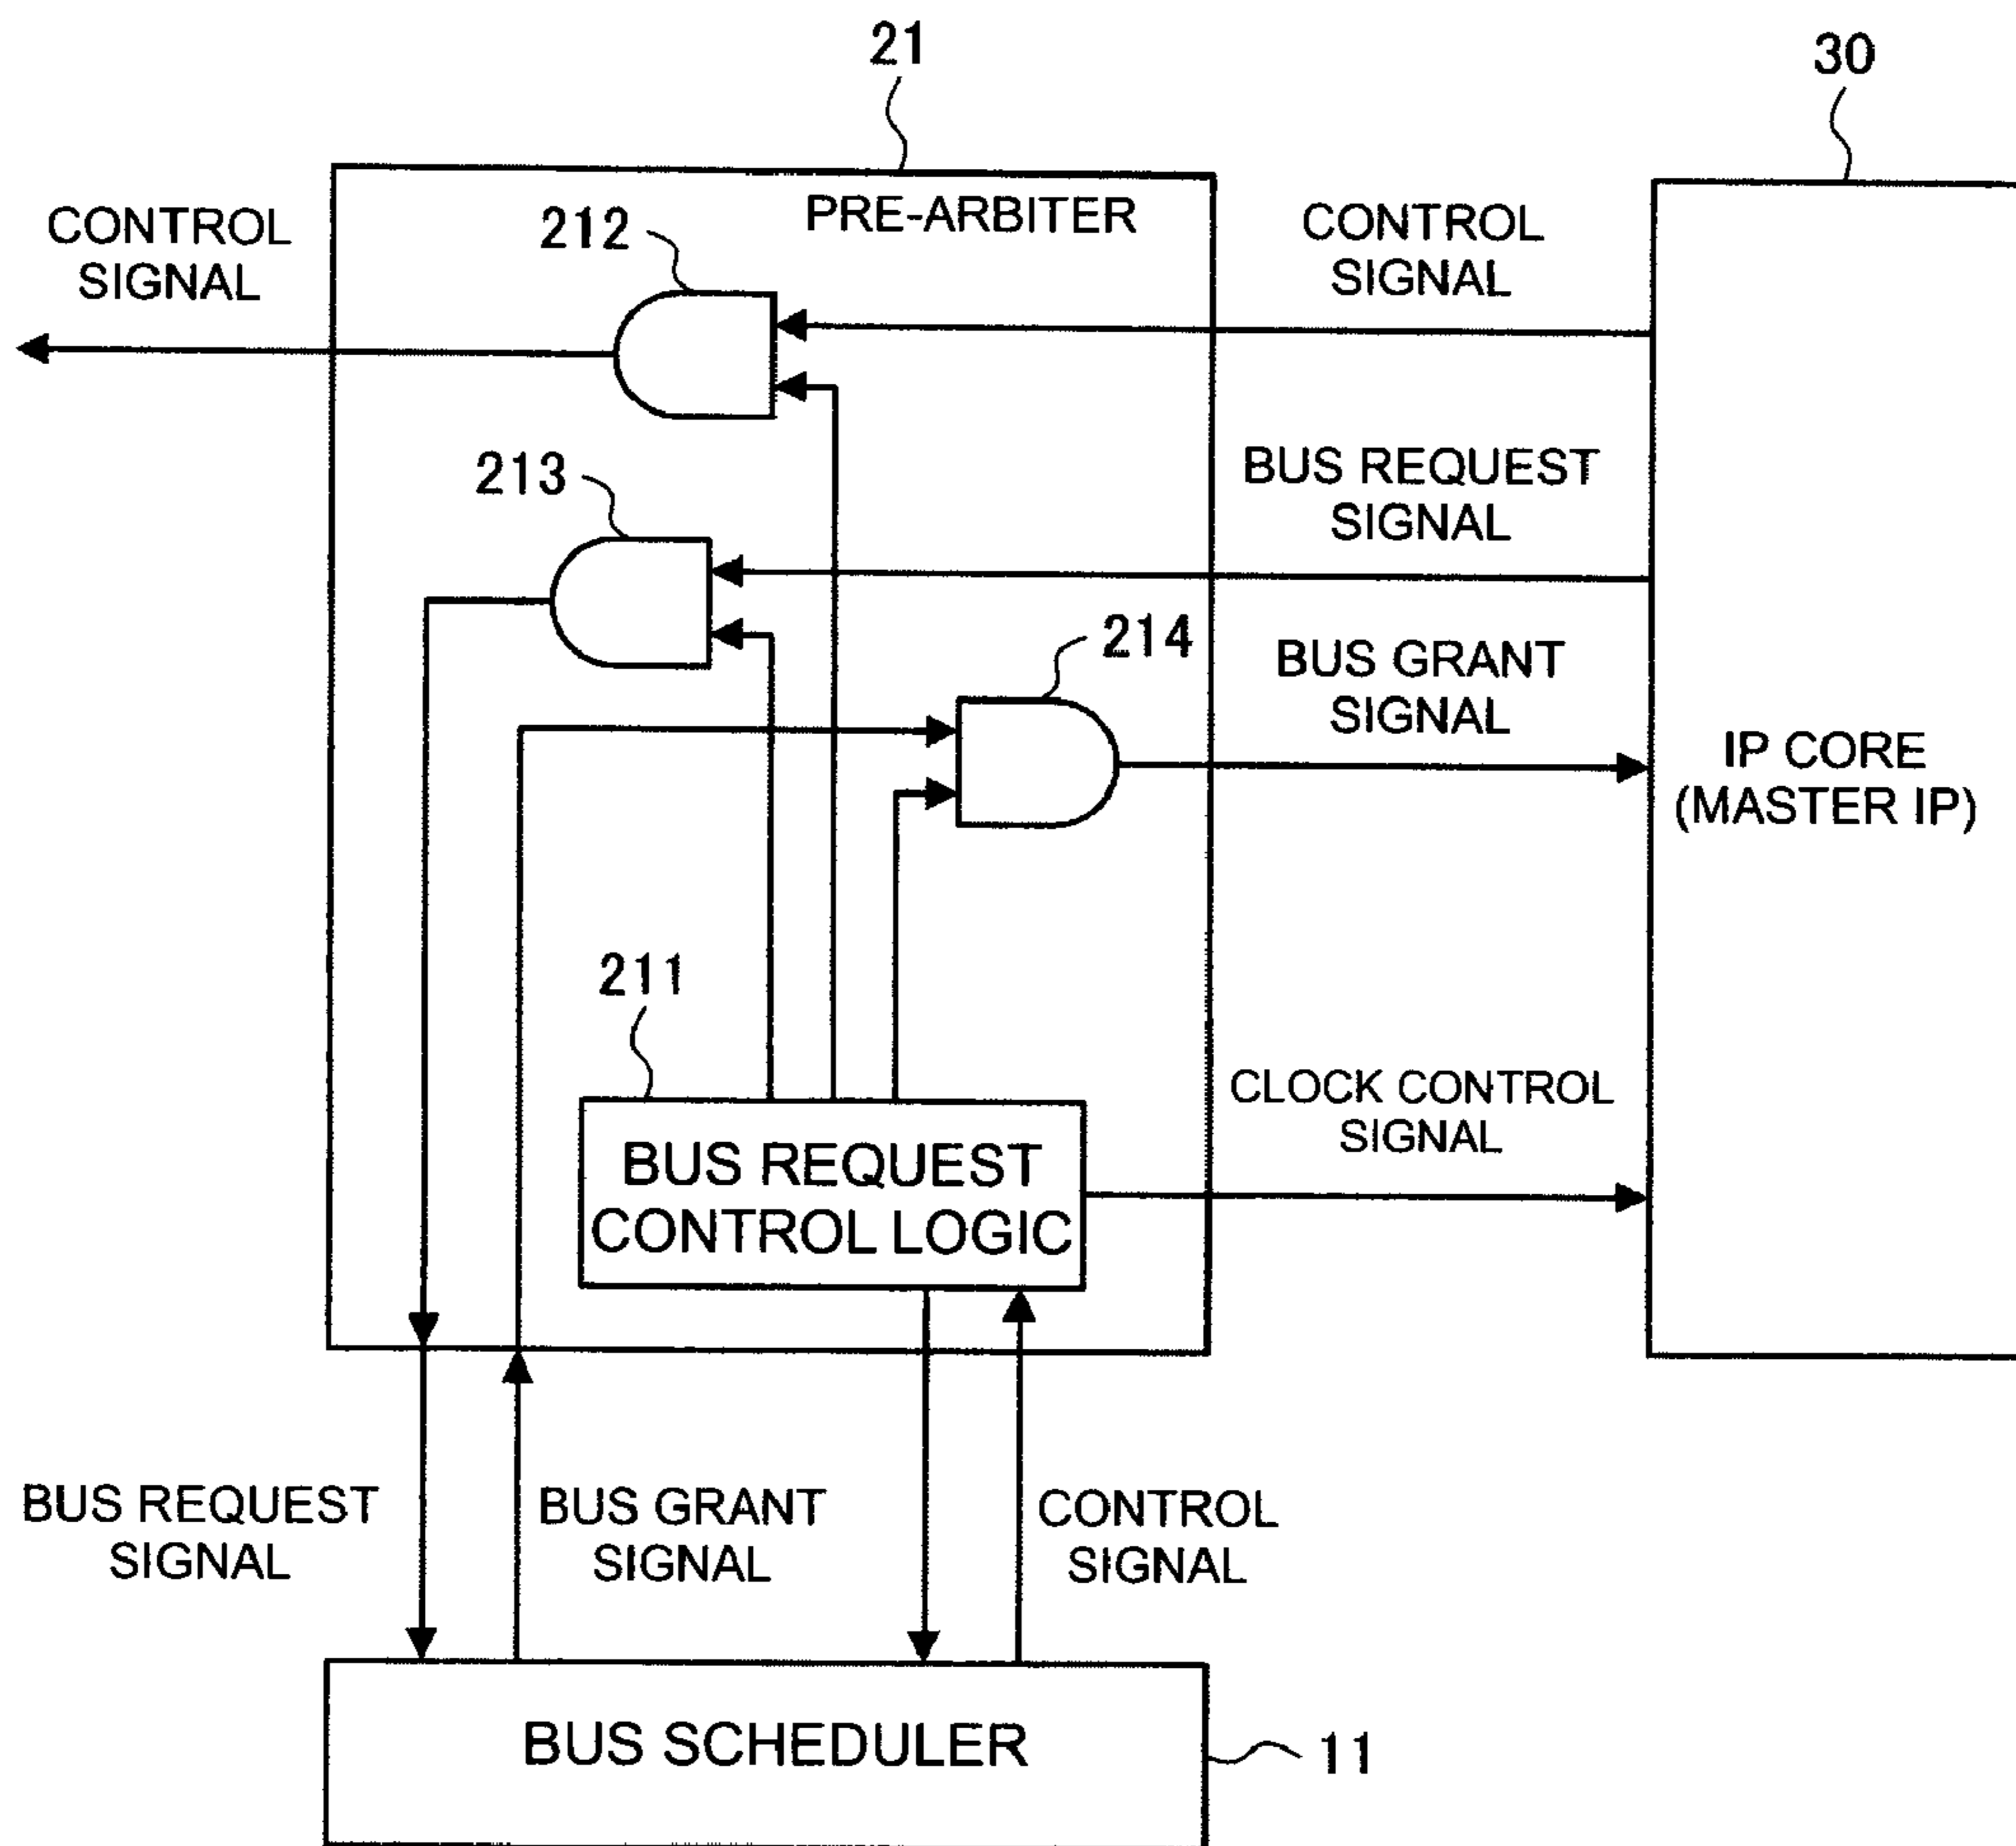 21
30
PRE-ARBITER
CONTROL
SIGNAL
212
CONTROL
SIGNAL
213
BUS REQUEST
SIGNAL
214
BUS GRANT
SIGNAL
IP CORE
(MASTER IP)
211
CLOCK CONTROL
SIGNAL
BUS REQUEST
CONTROL LOGIC
BUS REQUEST
SIGNAL
BUS GRANT
SIGNAL
CONTROL
SIGNAL
BUS SCHEDULER
11